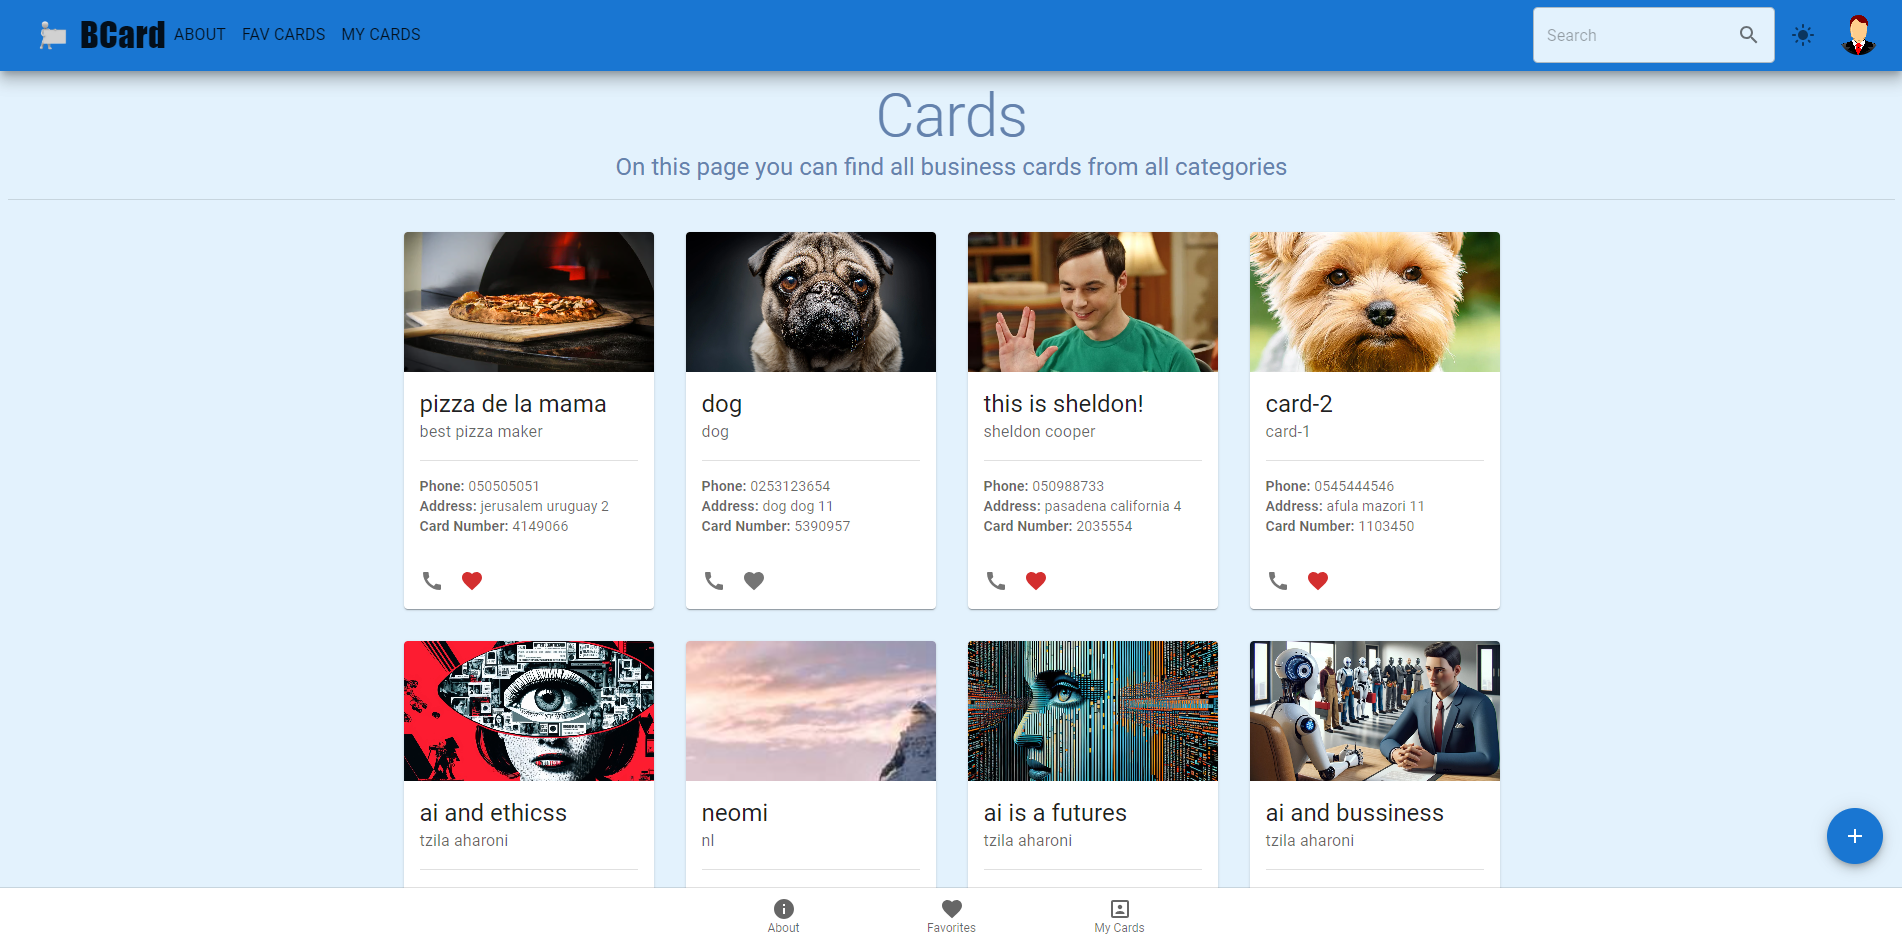 BCard ABOUT FAV CARDS MY CARDS Search
Cards
On this page you can find all business cards from all categories
pizza de la mama
best pizza maker
Phone: 050505051
Address: jerusalem uruguay 2
Card Number: 4149066
dog
dog
Phone: 0253123654
Address: dog dog 11
Card Number: 5390957
this is sheldon!
sheldon cooper
Phone: 050988733
Address: pasadena california 4
Card Number: 2035554
card-2
card-1
Phone: 0545444546
Address: afula mazori 11
Card Number: 1103450
ai and ethicss
tzila aharoni
neomi
nl
ai is a futures
tzila aharoni
ai and bussiness
tzila aharoni
About Favorites My Cards